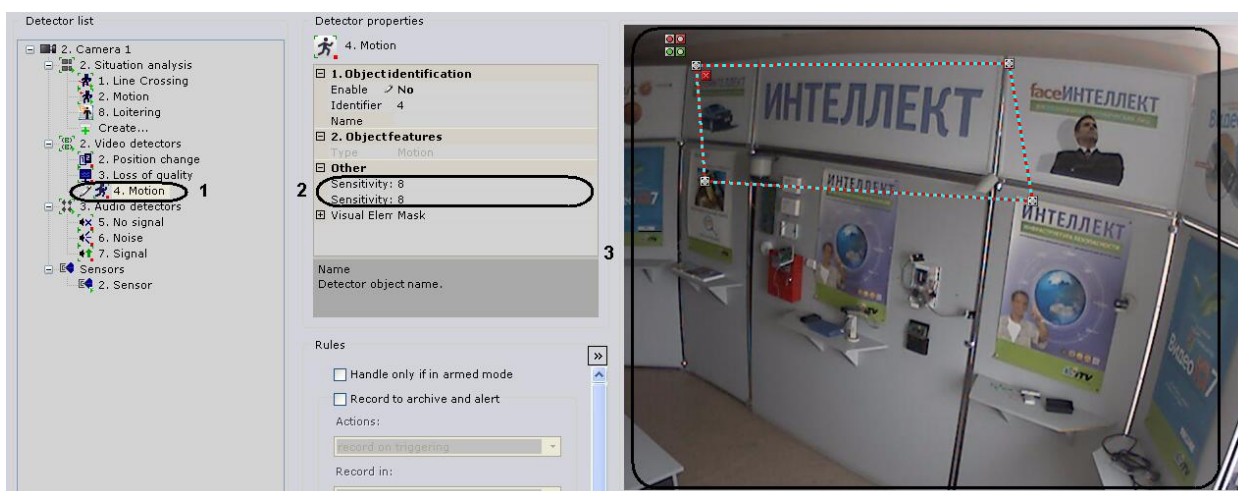 Detector list
2. Camera 1
2. Situation analysis
1. Line Crossing
2. Motion
8. Loitering
Create...
2. Video detectors
2. Position change
3. Loss of quality
4. Motion
1
3. Audio detectors
5. No signal
6. Noise
7. Signal
Sensors
2. Sensor
Detector properties
4. Motion
1. Object identification
Enable No
Identifier 4
Name
2. Object features
Type Motion
Other
2
Sensitivity: 8
Sensitivity: 8
Visual Elem Mask
3
Name
Detector object name.
Rules
»
Handle only if in armed mode
Record to archive and alert
Actions:
record on triggering
Record in:
ИНТЕЛЛЕКТ
faceИНТЕЛЛЕКТ
ИНТЕЛЛЕКТ
ИНТЕЛЛЕКТ
ИНФРАСТРУКТУРА БЕЗОПАСНОСТИ
iTV